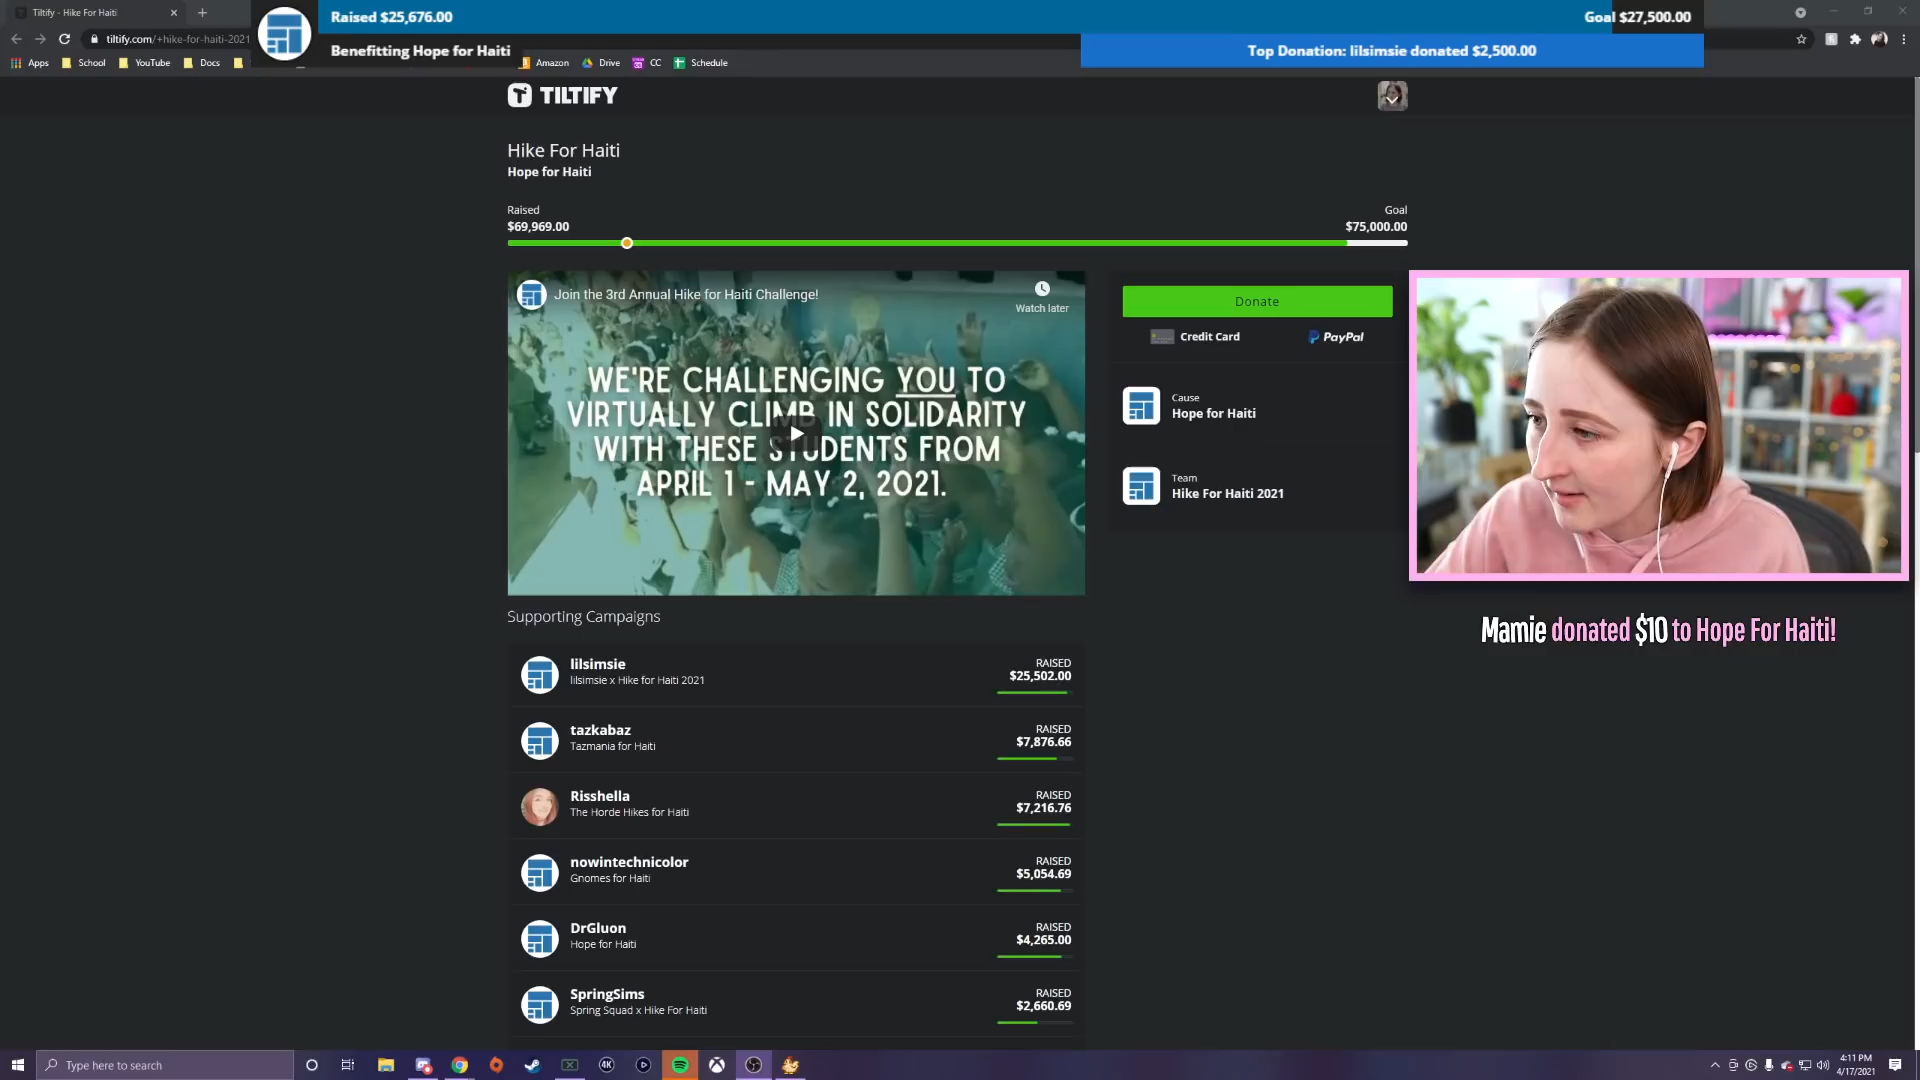 Tiltify - Hike For Haiti
Raised $25,676.00
Goal $27,500.00
tiltify.com/+hike-for-haiti-2021
Benefitting Hope for Haiti
Top Donation: lilsimsie donated $2,500.00
Apps
School
YouTube
Docs
Amazon
Drive
CC
Schedule
TILTIFY
Hike For Haiti
Hope for Haiti
Raised
Goal
$69,969.00
$75,000.00
Join the 3rd Annual Hike for Haiti Challenge!
Watch later
WE'RE CHALLENGING YOU TO
VIRTUALLY CLIMB IN SOLIDARITY
WITH THESE STUDENTS FROM
APRIL 1 - MAY 2, 2021.
Donate
Credit Card
PayPal
Cause
Hope for Haiti
Team
Hike For Haiti 2021
Mamie donated $10 to Hope For Haiti!
Supporting Campaigns
lilsimsie
lilsimsie x Hike for Haiti 2021
RAISED
$25,502.00
tazkabaz
Tazmania for Haiti
RAISED
$7,876.66
Risshella
The Horde Hikes for Haiti
RAISED
$7,216.76
nowintechnicolor
Gnomes for Haiti
RAISED
$5,054.69
DrGluon
Hope for Haiti
RAISED
$4,265.00
SpringSims
Spring Squad x Hike For Haiti
RAISED
$2,660.69
Type here to search
4K
4:11 PM
4/17/2021